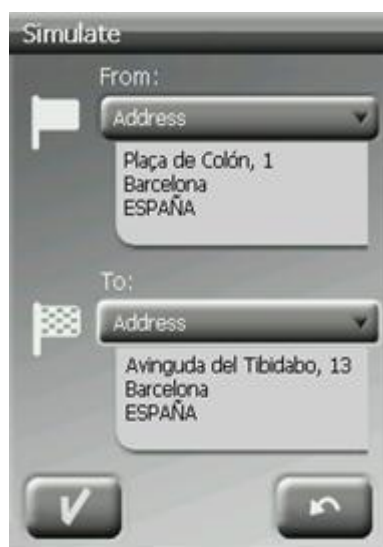 Simulate
From:
Address
Plaça de Colón, 1
Barcelona
ESPAÑA
To:
Address
Avinguda del Tibidabo, 13
Barcelona
ESPAÑA